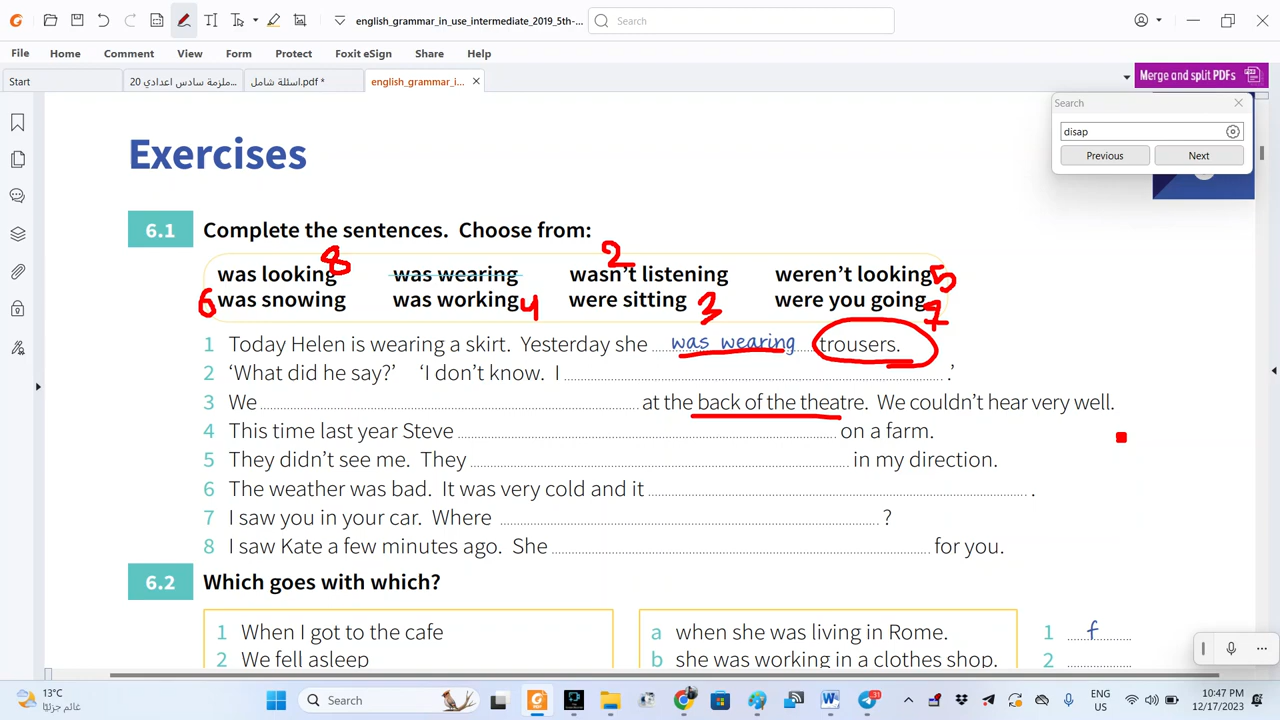 english_grammar_in_use_intermediate_2019_5th-...
Search
File Home Comment View Form Protect Foxit eSign Share Help
Start
ملزمة سادس اعدادي 20...
اسئلة شامل.pdf *
english_grammar_i...
Merge and split PDFs
Search
disap
Previous Next
Exercises
6.1 Complete the sentences. Choose from:
was looking 8 was wearing 2 wasn't listening weren't looking 5
6 was snowing was working 4 were sitting 3 were you going 7
1 Today Helen is wearing a skirt. Yesterday she was wearing trousers.
2 'What did he say?' 'I don't know. I .'
3 We at the back of the theatre. We couldn't hear very well.
4 This time last year Steve on a farm.
5 They didn't see me. They in my direction.
6 The weather was bad. It was very cold and it .
7 I saw you in your car. Where ?
8 I saw Kate a few minutes ago. She for you.
6.2 Which goes with which?
1 When I got to the cafe a when she was living in Rome. 1 f
2 We fell asleep b she was working in a clothes shop. 2
13°C
غائم جزئيًا
Search
31
ENG
US
10:47 PM
12/17/2023